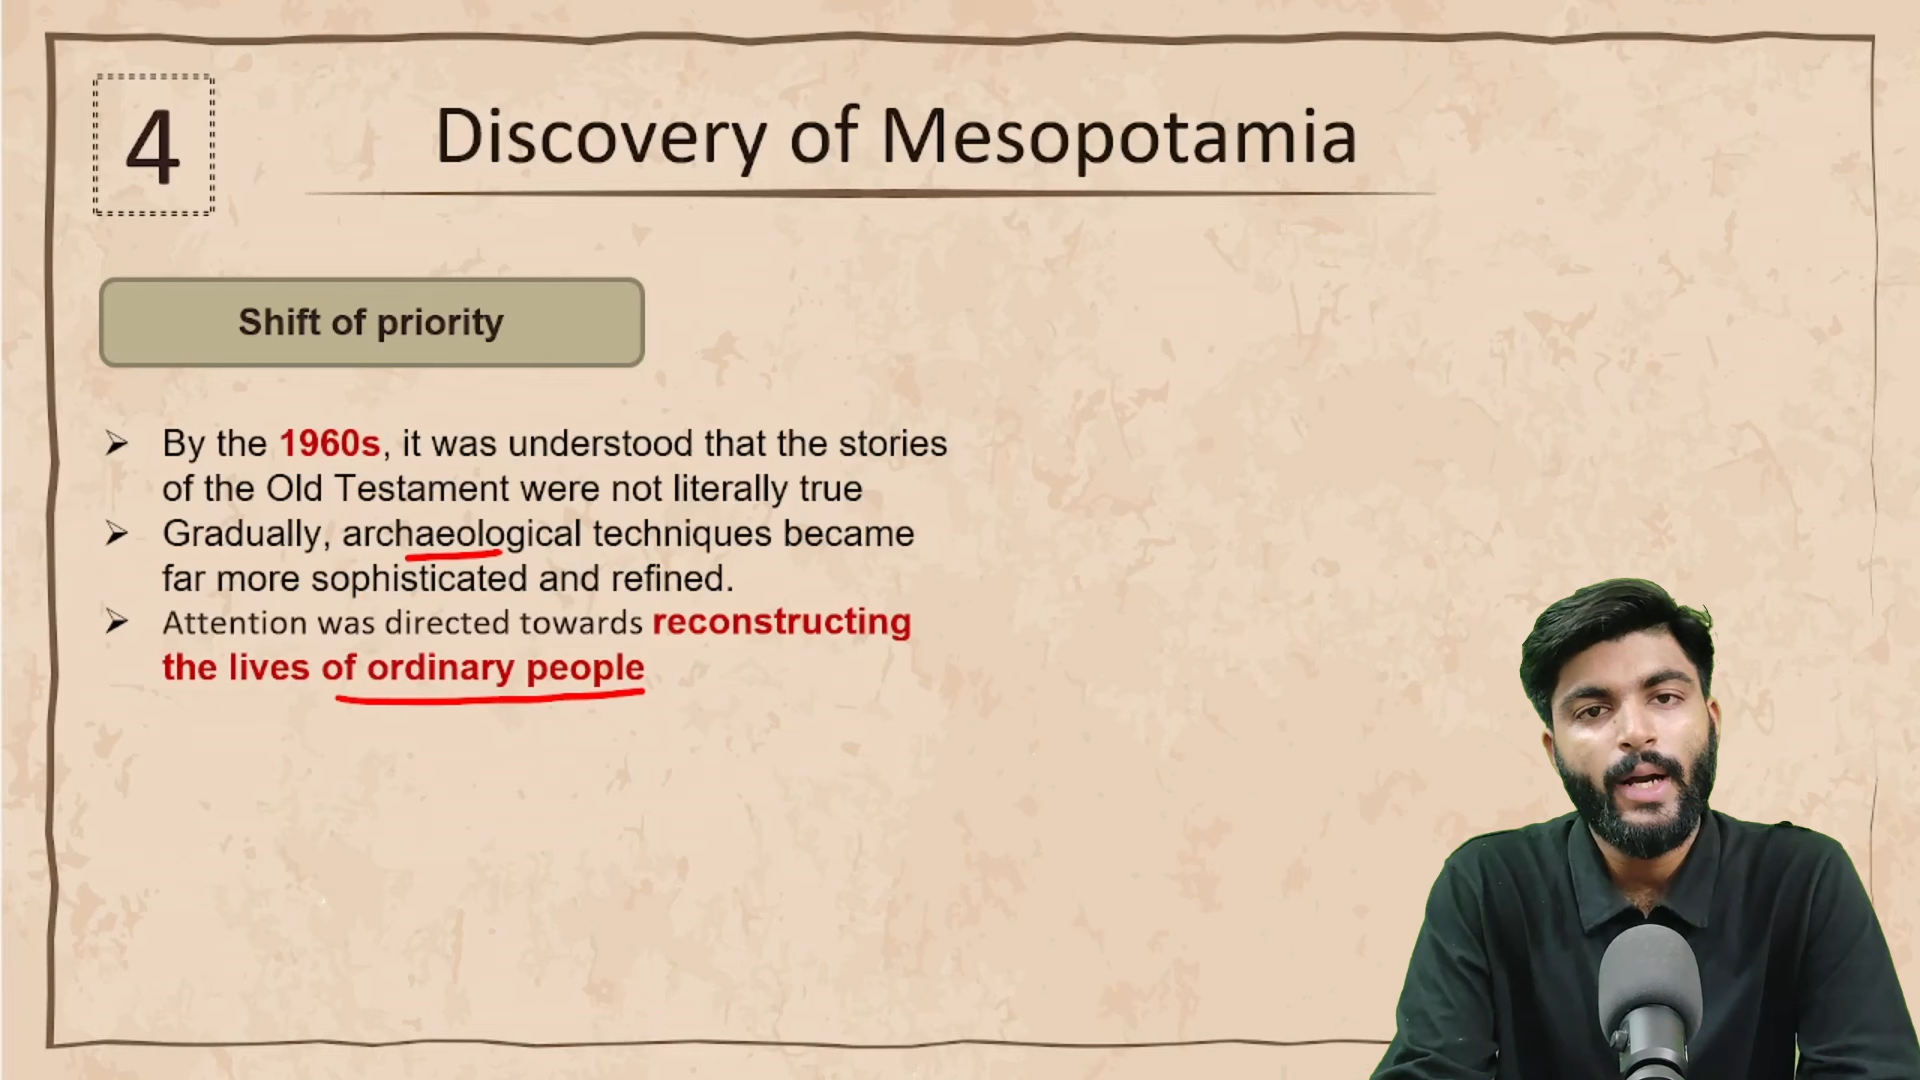 4
Discovery of Mesopotamia
Shift of priority
By the 1960s, it was understood that the stories
of the Old Testament were not literally true
Gradually, archaeological techniques became
far more sophisticated and refined.
Attention was directed towards reconstructing
the lives of ordinary people